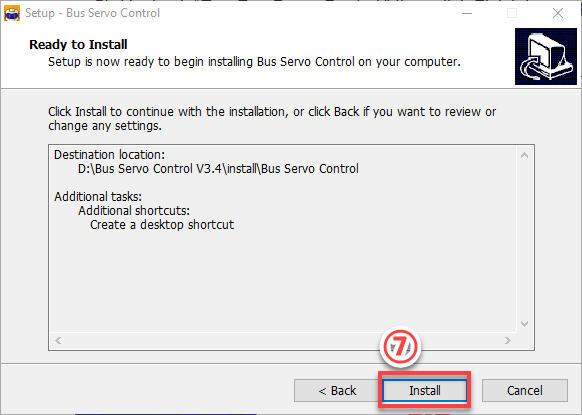 Setup - Bus Servo Control
Ready to Install
Setup is now ready to begin installing Bus Servo Control on your computer.
Click Install to continue with the installation, or click Back if you want to review or
change any settings.
Destination location:
D:\Bus Servo Control V3.4\install\Bus Servo Control
Additional tasks:
Additional shortcuts:
Create a desktop shortcut
⑦
< Back
Install
Cancel